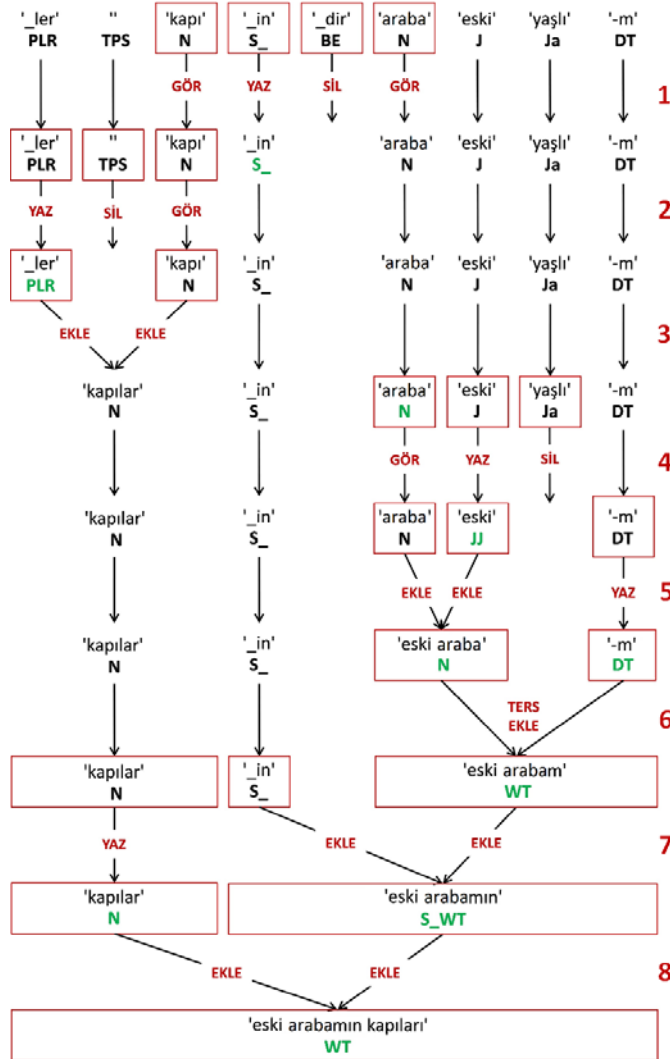 '_ler' '' 'kapı' '_in' '_dir' 'araba' 'eski' 'yaşlı' '-m'
PLR TPS N S_ BE N J Ja DT
GÖR YAZ SİL GÖR
1
'_ler' '' 'kapı' '_in' 'araba' 'eski' 'yaşlı' '-m'
PLR TPS N S_ N J Ja DT
YAZ SİL GÖR
2
'_ler' 'kapı' '_in' 'araba' 'eski' 'yaşlı' '-m'
PLR N S_ N J Ja DT
EKLE EKLE
3
'kapılar' '_in' 'araba' 'eski' 'yaşlı' '-m'
N S_ N J Ja DT
GÖR YAZ SİL
4
'kapılar' '_in' 'araba' 'eski' '-m'
N S_ N JJ DT
EKLE EKLE YAZ
5
'kapılar' '_in' 'eski araba' '-m'
N S_ N DT
TERS
EKLE
6
'kapılar' '_in' 'eski arabam'
N S_ WT
YAZ EKLE EKLE
7
'kapılar' 'eski arabamın'
N S_WT
EKLE EKLE
8
'eski arabamın kapıları'
WT